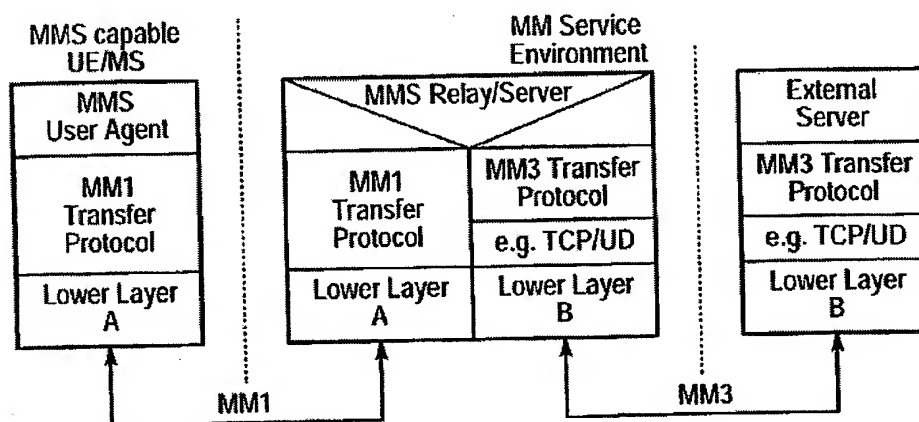 MMS capable
UE/MS
MMS
User Agent
MM1
Transfer
Protocol
Lower Layer
A
MM Service
Environment
MMS Relay/Server
MM1
Transfer
Protocol
Lower Layer
A
MM3 Transfer
Protocol
e.g. TCP/UD
Lower Layer
B
External
Server
MM3 Transfer
Protocol
e.g. TCP/UD
Lower Layer
B
MM1
MM3